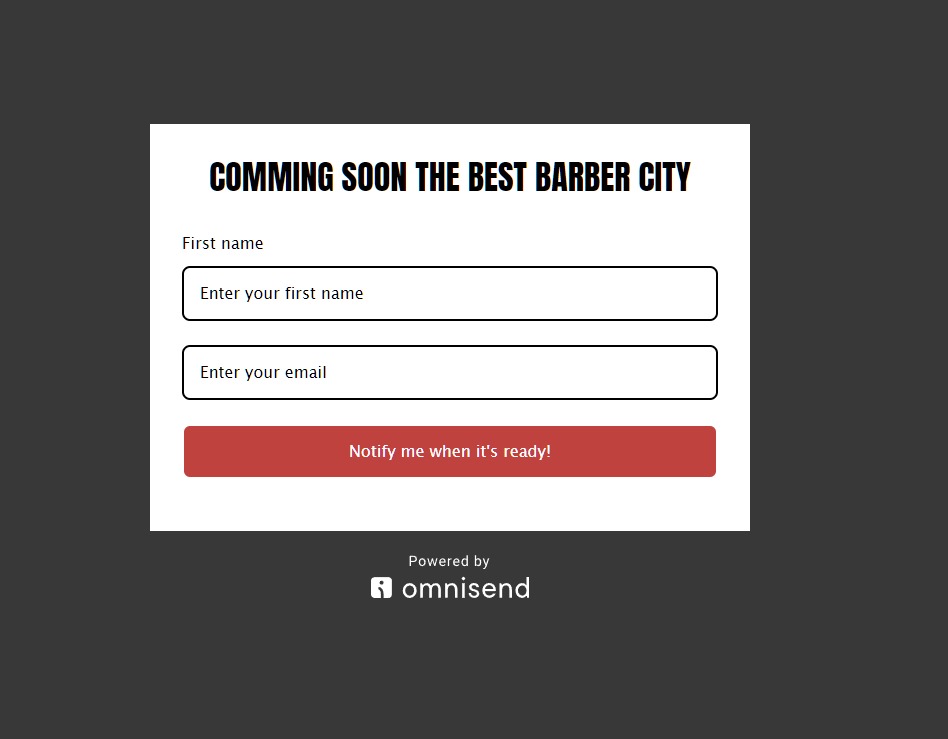 COMMING SOON THE BEST BARBER CITY
First name
Enter your first name
Enter your email
Notify me when it's ready!
Powered by
omnisend